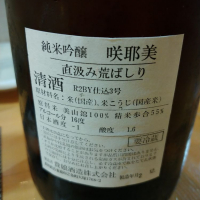 純米吟醸 咲耶美
直汲み荒ばしり
清酒 R2BY仕込3号
原材料名:米(国産)、米こうじ(国産米)
美山錦100% 精米歩合55%
アルコール分 16度
日本酒度 -1 酸度 1.6
要冷蔵